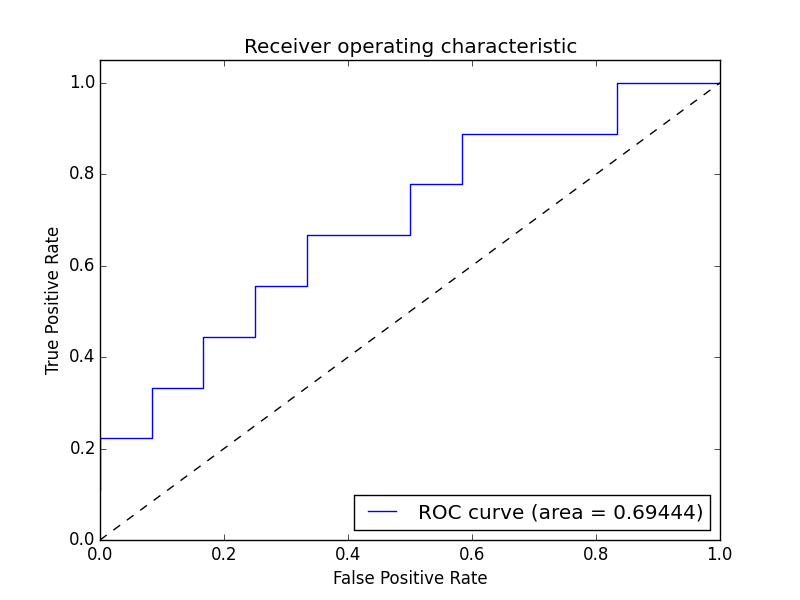 Receiver operating characteristic
True Positive Rate
1.0
0.8
0.6
0.4
0.2
0.0
ROC curve (area = 0.69444)
0.0 0.2 0.4 0.6 0.8 1.0
False Positive Rate